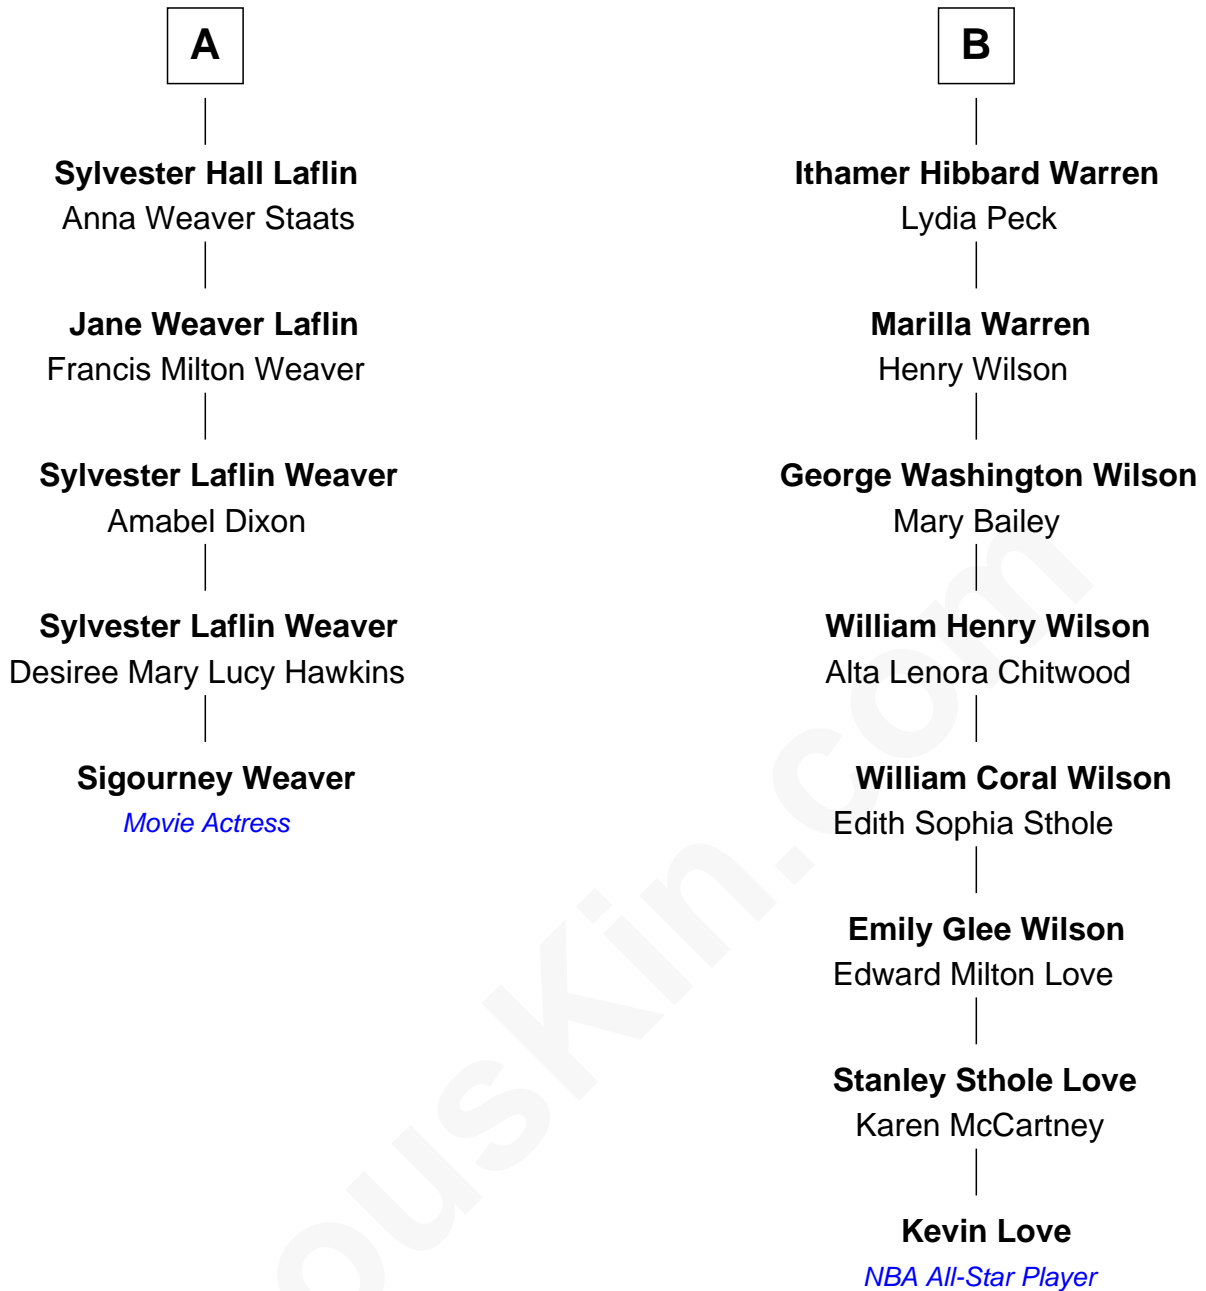 A
Sylvester Hall Laflin
Anna Weaver Staats
Jane Weaver Laflin
Francis Milton Weaver
Sylvester Laflin Weaver
Amabel Dixon
Sylvester Laflin Weaver
Desiree Mary Lucy Hawkins
Sigourney Weaver
Movie Actress
B
Ithamer Hibbard Warren
Lydia Peck
Marilla Warren
Henry Wilson
George Washington Wilson
Mary Bailey
William Henry Wilson
Alta Lenora Chitwood
William Coral Wilson
Edith Sophia Sthole
Emily Glee Wilson
Edward Milton Love
Stanley Sthole Love
Karen McCartney
Kevin Love
NBA All-Star Player
ousKin.com